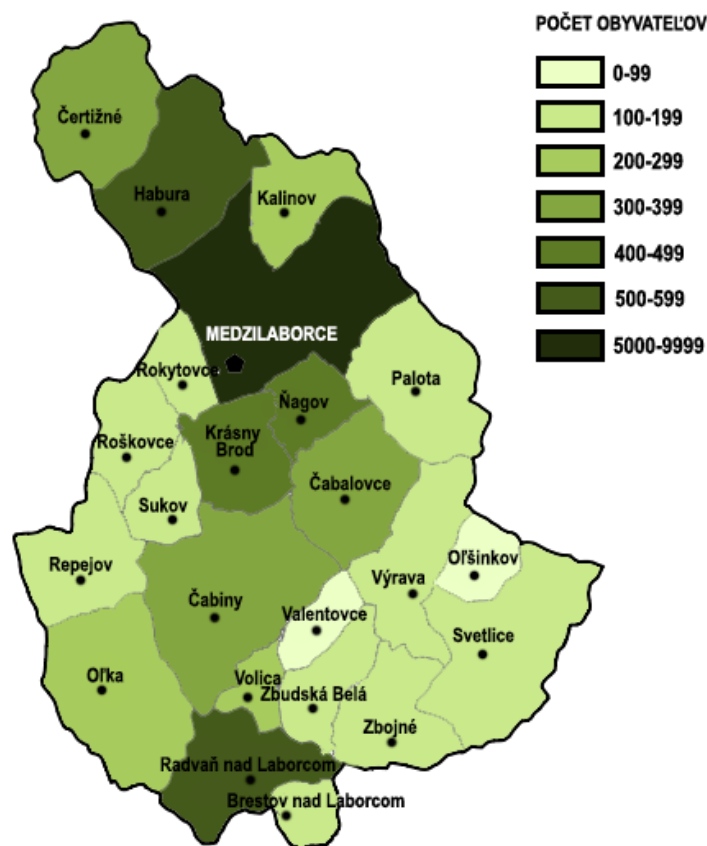 POČET OBYVATEĽOV
0-99
100-199
200-299
300-399
400-499
500-599
5000-9999
Čertižné
Habura
Kalinov
MEDZILABORCE
Rokytovce
Palota
Ňagov
Krásny
Brod
Roškovce
Čabalovce
Sukov
Repejov
Oľšinkov
Výrava
Čabiny
Valentovce
Svetlice
Oľka
Volica
Zbudská Belá
Zbojné
Radvaň nad Laborcom
Brestov nad Laborcom